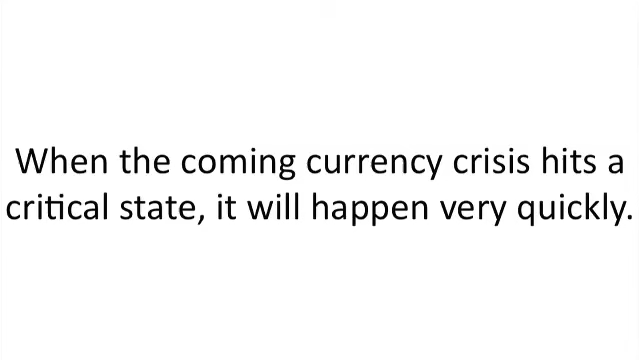 When the coming currency crisis hits a
critical state, it will happen very quickly.